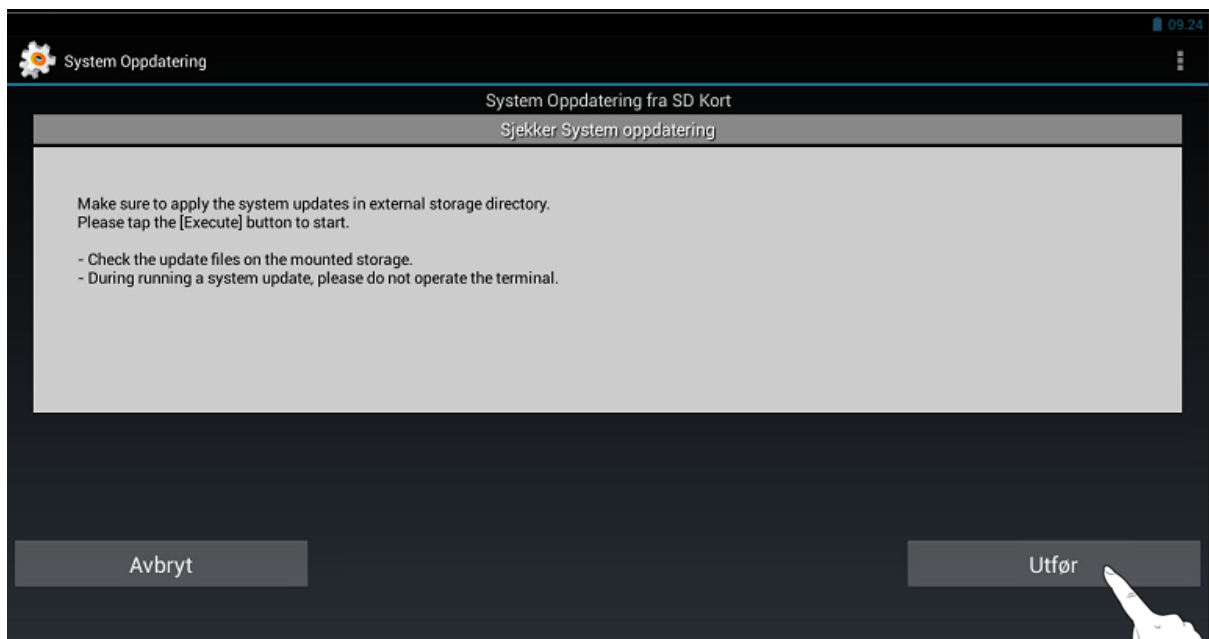 09.24
System Oppdatering
System Oppdatering fra SD Kort
Sjekker System oppdatering
Make sure to apply the system updates in external storage directory.
Please tap the [Execute] button to start.
- Check the update files on the mounted storage.
- During running a system update, please do not operate the terminal.
Avbryt
Utfør